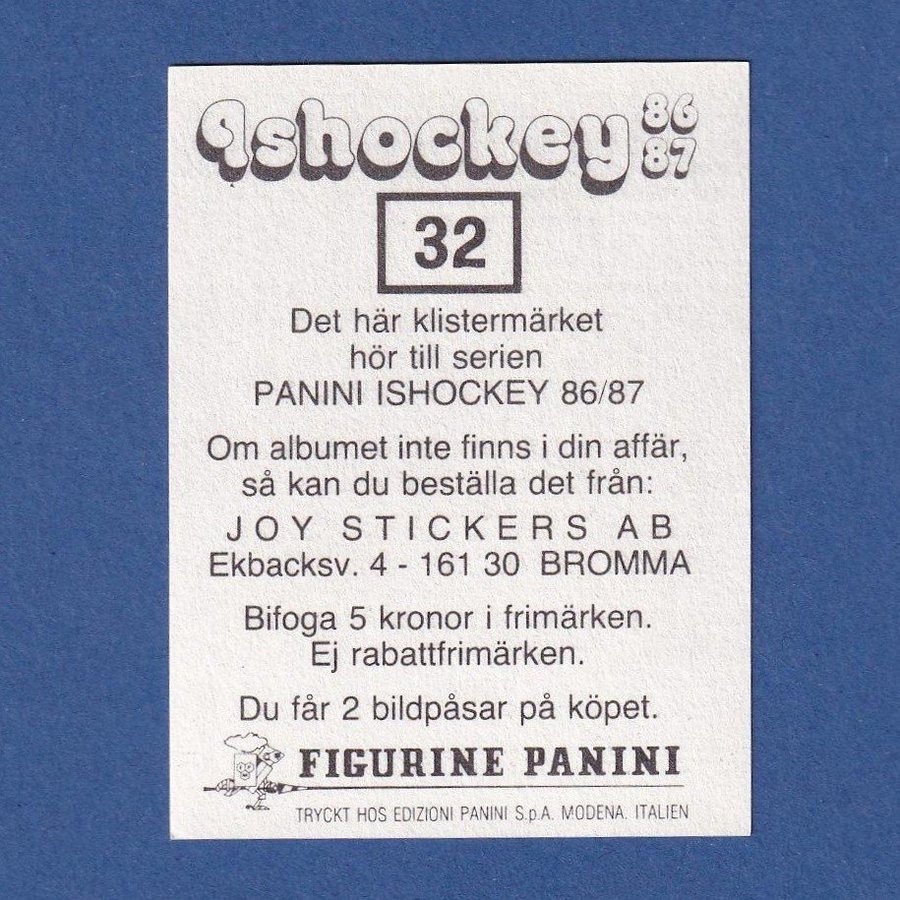 Ishockey 86
87
32
Det här klistermärket
hör till serien
PANINI ISHOCKEY 86/87
Om albumet inte finns i din affär,
så kan du beställa det från:
JOY STICKERS AB
Ekbacksv. 4 - 161 30 BROMMA
Bifoga 5 kronor i frimärken.
Ej rabattfrimärken.
Du får 2 bildpåsar på köpet.
FIGURINE PANINI
TRYCKT HOS EDIZIONI PANINI S.p.A. MODENA. ITALIEN